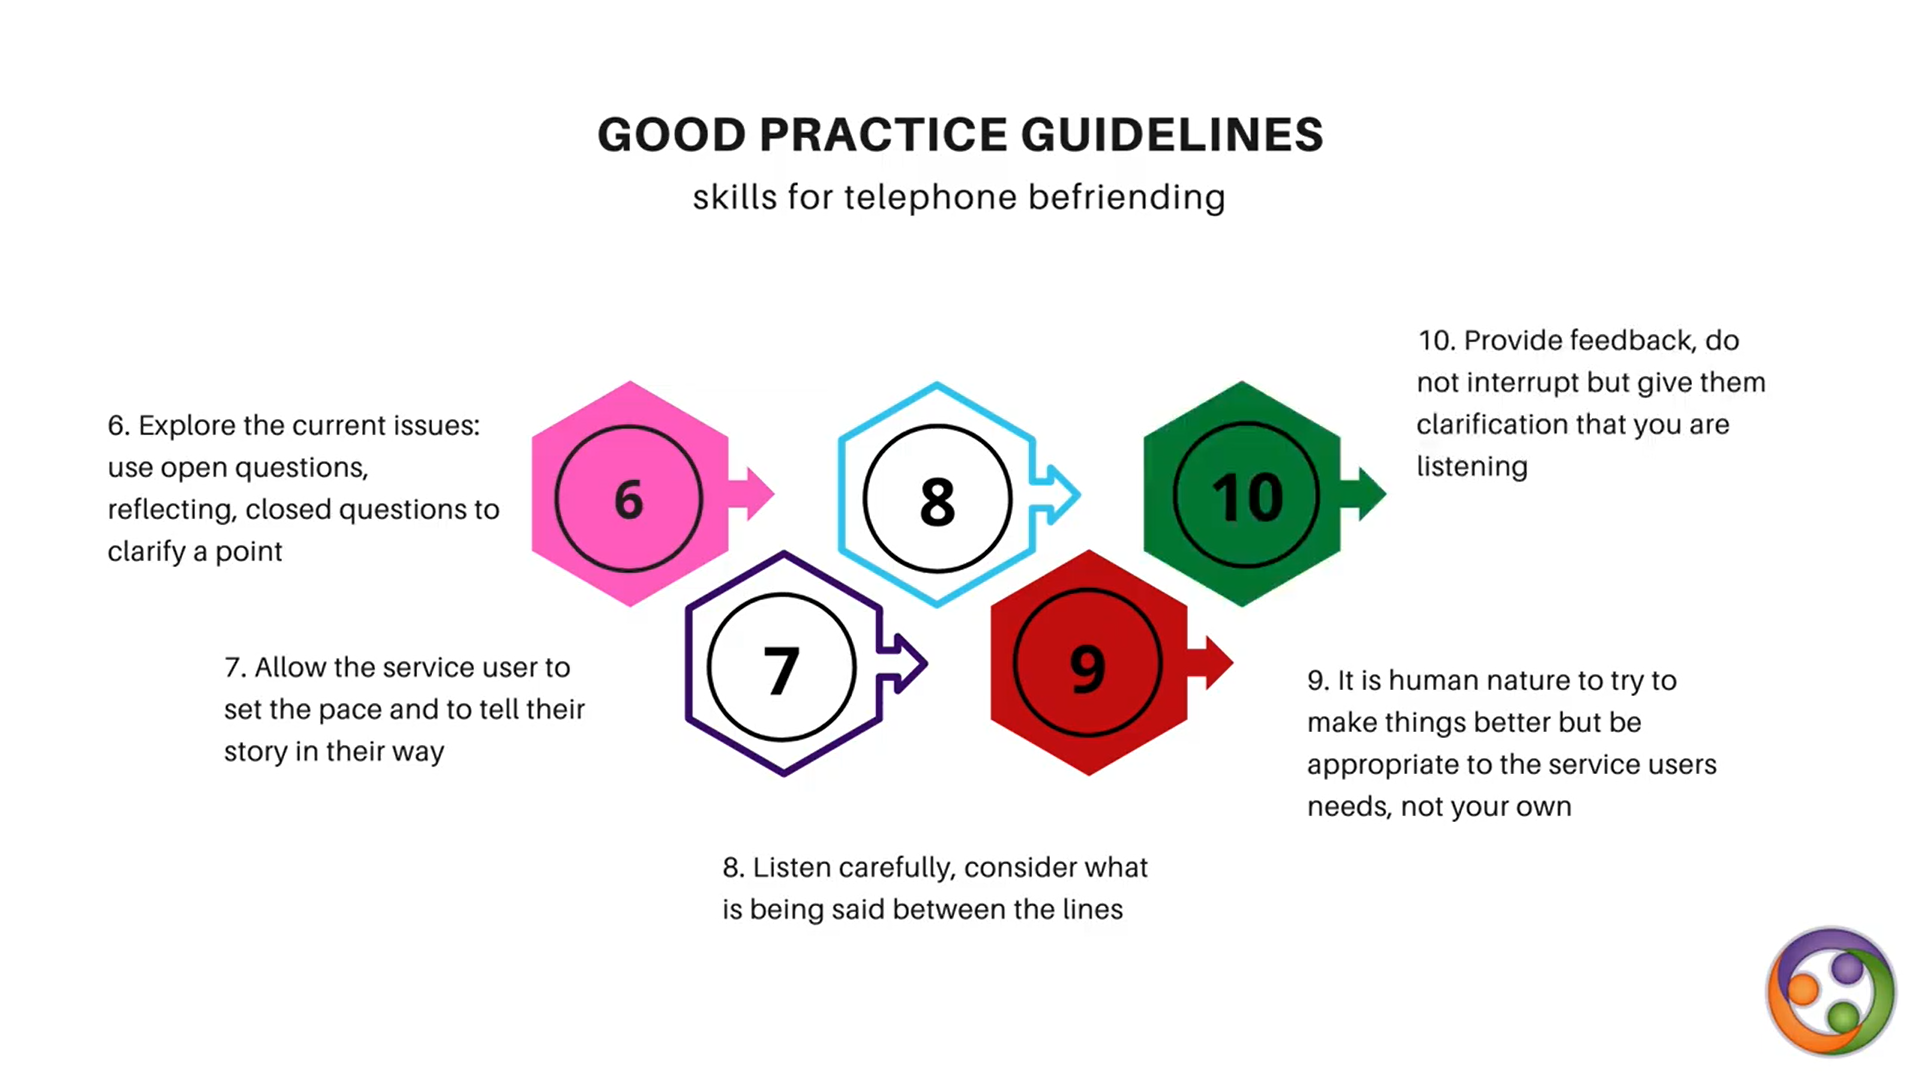 GOOD PRACTICE GUIDELINES
skills for telephone befriending
6. Explore the current issues:
use open questions,
reflecting, closed questions to
clarify a point
6
7. Allow the service user to
set the pace and to tell their
story in their way
7
8
8. Listen carefully, consider what
is being said between the lines
9
9. It is human nature to try to
make things better but be
appropriate to the service users
needs, not your own
10
10. Provide feedback, do
not interrupt but give them
clarification that you are
listening